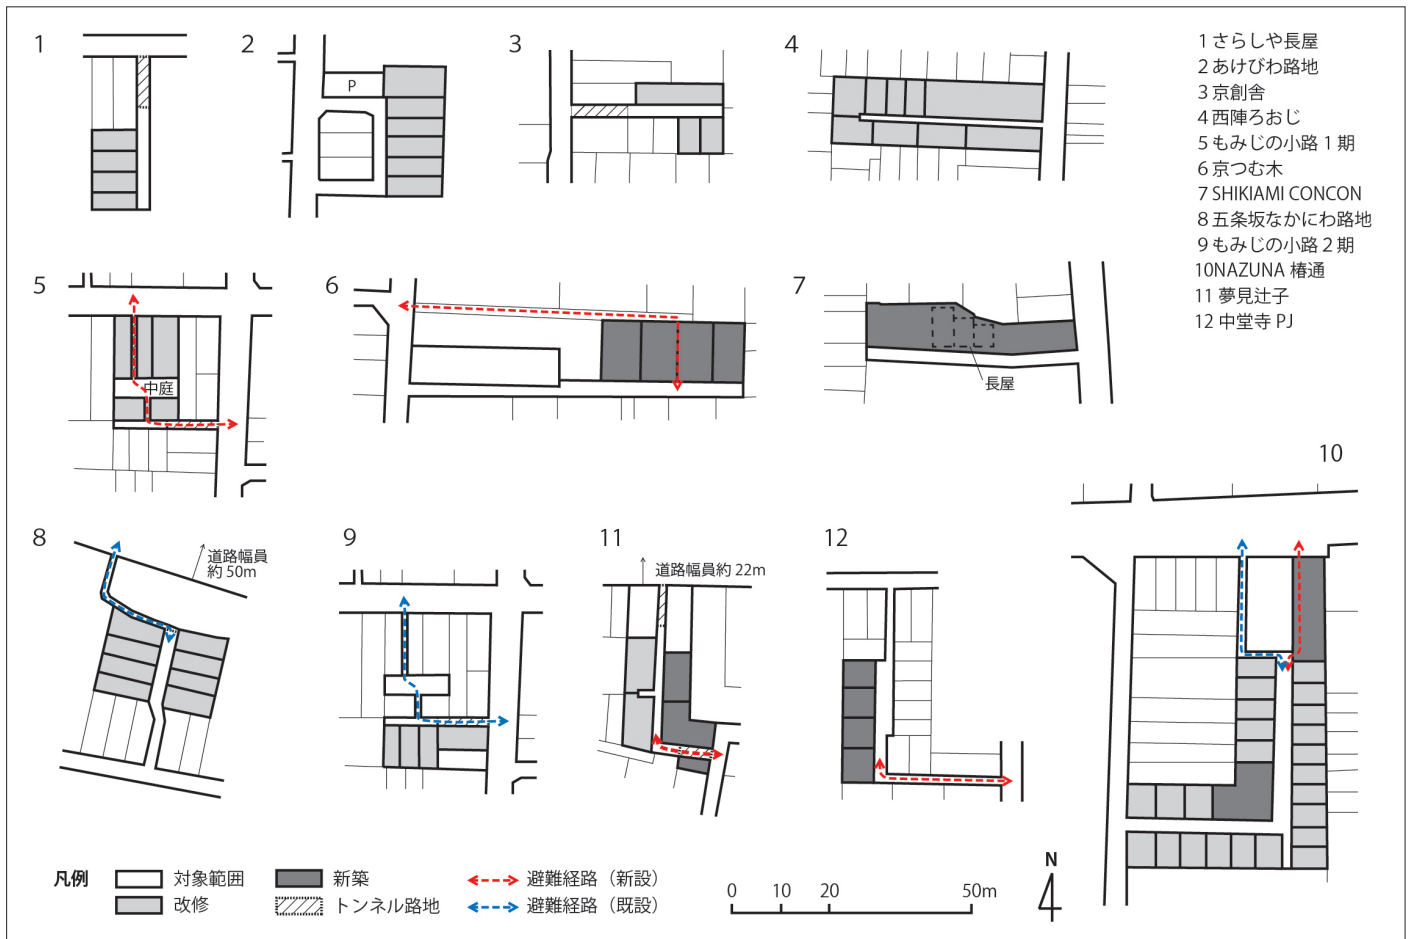 1
2
3
4
P
1 さらしや長屋
2 あけびわ路地
3 京創舎
4 西陣ろおじ
5 もみじの小路 1 期
6 京つむ木
7 SHIKIAMI CONCON
8 五条坂なかにわ路地
9 もみじの小路 2 期
10NAZUNA 椿通
11 夢見辻子
12 中堂寺 PJ
5
中庭
6
7
長屋
8
道路幅員
約 50m
9
11
道路幅員約 22m
12
10
凡例
対象範囲
改修
新築
トンネル路地
避難経路（新設）
避難経路（既設）
0 10 20 50m
N